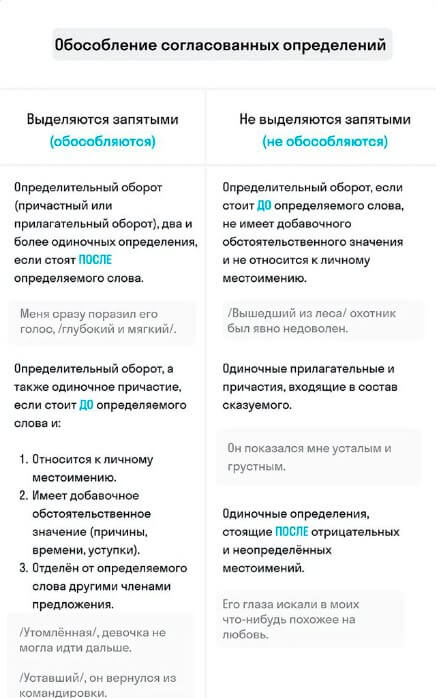 Обособление согласованных определений
Выделяются запятыми
(обособляются)
Определительный оборот
(причастный или
прилагательный оборот), два и
более одиночных определения,
если стоят ПОСЛЕ
определяемого слова.
Меня сразу поразил его
голос, /глубокий и мягкий/.
Определительный оборот, а
также одиночное причастие,
если стоит ДО определяемого
слова и:
1. Относится к личному
местоимению.
2. Имеет добавочное
обстоятельственное
значение (причины,
времени, уступки).
3. Отделён от определяемого
слова другими членами
предложения.
/Утомлённая/, девочка не
могла идти дальше.
/Уставший/, он вернулся из
командировки.
Не выделяются запятыми
(не обособляются)
Определительный оборот, если
стоит ДО определяемого слова,
не имеет добавочного
обстоятельственного значения
и не относится к личному
местоимению.
/Вышедший из леса/ охотник
был явно недоволен.
Одиночные прилагательные и
причастия, входящие в состав
сказуемого.
Он показался мне усталым и
грустным.
Одиночные определения,
стоящие ПОСЛЕ отрицательных
и неопределённых
местоимений.
Его глаза искали в моих
что-нибудь похожее на
любовь.